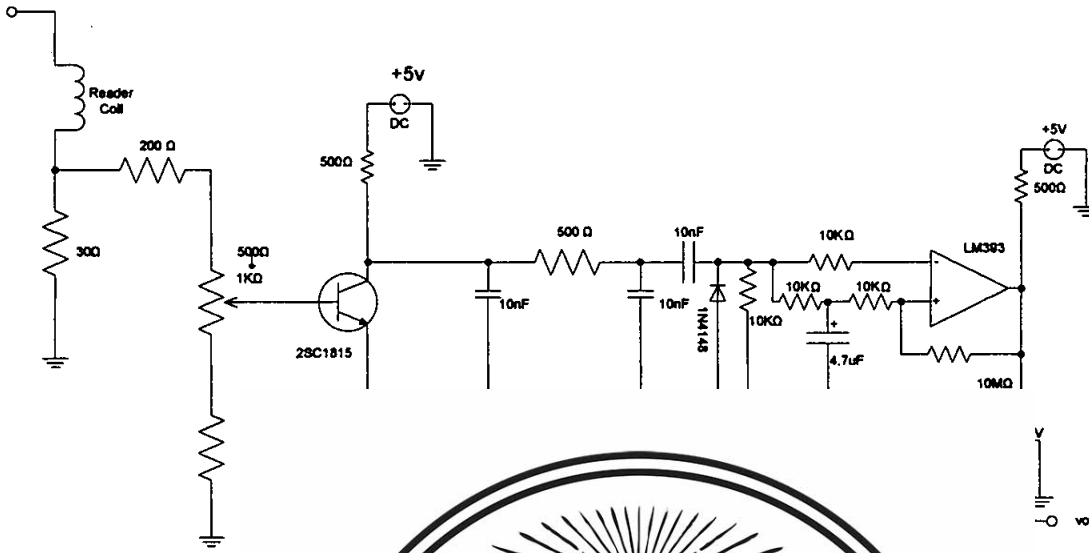 Reader
Coil
200 Ω
30Ω
500Ω
1KΩ
+5v
DC
500Ω
2SC1815
10nF
500 Ω
10nF
10nF
1N4148
10KΩ
10KΩ
10KΩ
10KΩ
+
4.7uF
LM393
-
+
10MΩ
+5V
DC
500Ω
V
vo